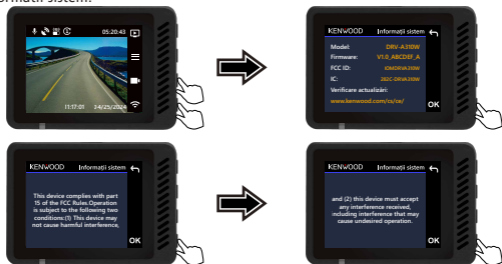 sistem.
05:20:43
11:17:01
KENWOOD Informații sistem
Model: DRV-A310W
Firmware: V1.0_ABCDEF_A
FCC ID:
IC: 282C-DRVA310W
Verificare actualizări:
www.kenwood.com/cs/ce/
OK
KENWOOD Informații sistem
This device complies with part
15 of the FCC Rules.Operation
is subject to the following two
conditions:(1) This device may
not cause harmful interference,
OK
KENWOOD Informații sistem
and (2) this device must accept
any interference received,
including interference that may
cause undesired operation.
OK